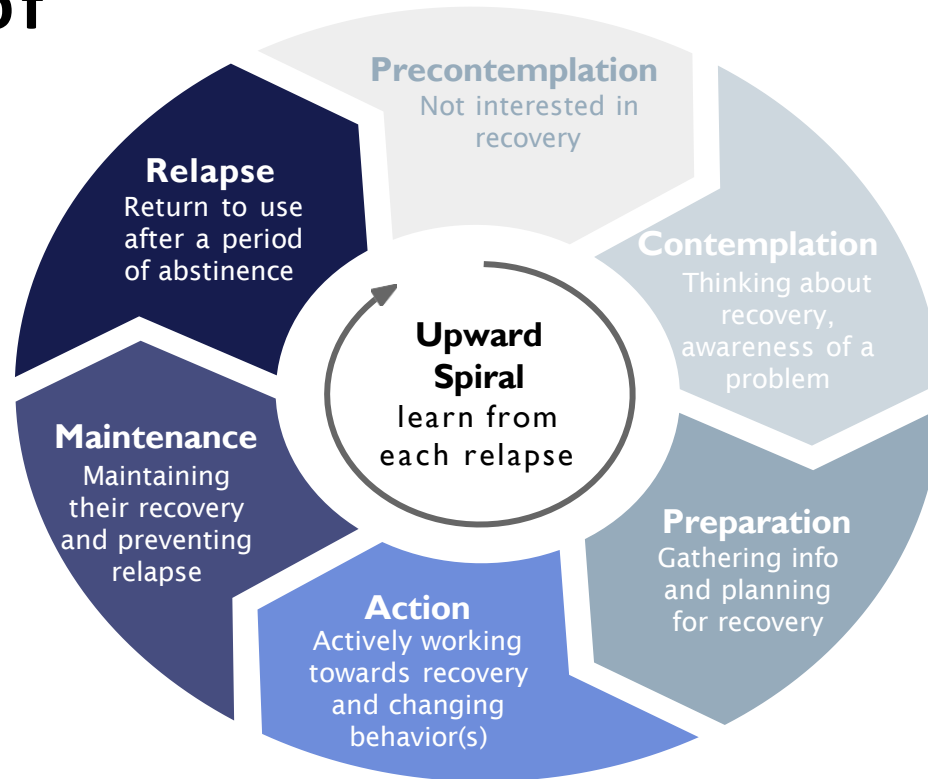 of
Precontemplation
Not interested in
recovery
Contemplation
Thinking about
recovery,
awareness of a
problem
Preparation
Gathering info
and planning
for recovery
Action
Actively working
towards recovery
and changing
behavior(s)
Maintenance
Maintaining
their recovery
and preventing
relapse
Relapse
Return to use
after a period
of abstinence
Upward
Spiral
learn from
each relapse